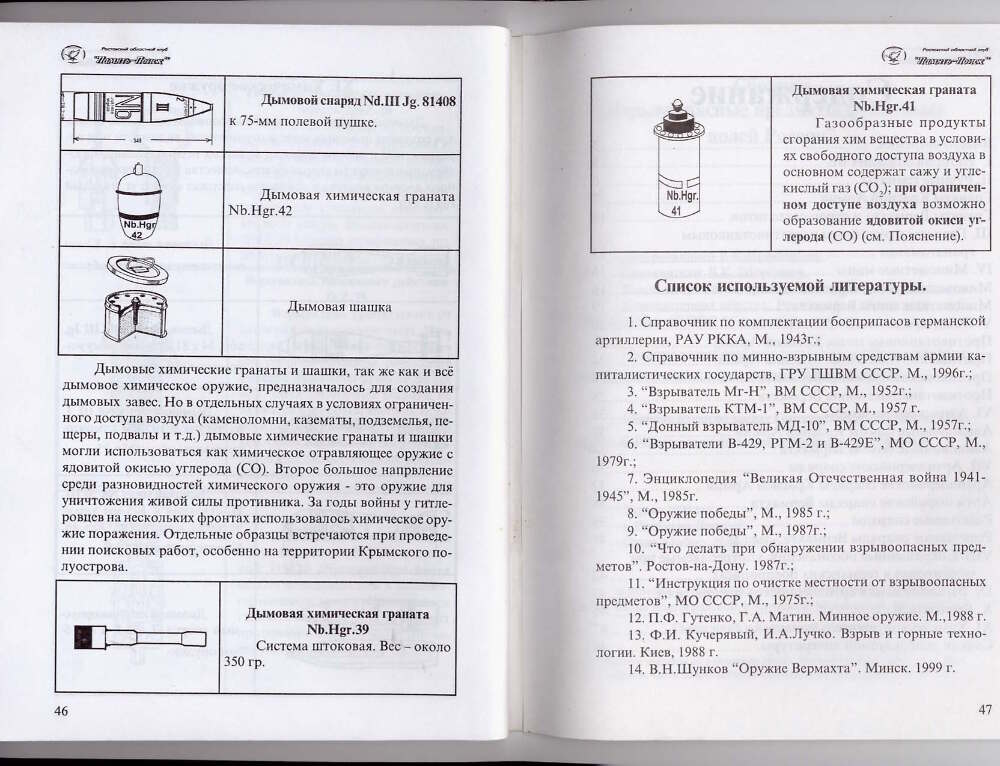 Ростовский областной клуб
"Память-Поиск"
Дымовой снаряд Nd.III Jg. 81408
к 75-мм полевой пушке.
Nb.Hgr
42
Дымовая химическая граната
Nb.Hgr.42
Дымовая шашка
Дымовые химические гранаты и шашки, так же как и всё
дымовое химическое оружие, предназначалось для создания
дымовых завес. Но в отдельных случаях в условиях ограничен-
ного доступа воздуха (каменоломни, казематы, подземелья, пе-
щеры, подвалы и т.д.) дымовые химические гранаты и шашки
могли использоваться как химическое отравляющее оружие с
ядовитой окисью углерода (СО). Второе большое напрвление
среди разновидностей химического оружия - это оружие для
уничтожения живой силы противника. За годы войны у гитле-
ровцев на нескольких фронтах использовалось химическое ору-
жие поражения. Отдельные образцы встречаются при проведе-
нии поисковых работ, особенно на территории Крымского по-
луострова.
Дымовая химическая граната
Nb.Hgr.39
Система штоковая. Вес – около
350 гр.
46
Ростовский областной клуб
"Память-Поиск"
Nb.Hgr.
41
Дымовая химическая граната
Nb.Hgr.41
Газообразные продукты
сгорания хим вещества в услови-
ях свободного доступа воздуха в
основном содержат сажу и угле-
кислый газ (СО₂); при ограничен-
ном доступе воздуха возможно
образование ядовитой окиси уг-
лерода (СО) (см. Пояснение).
Список используемой литературы.
1. Справочник по комплектации боеприпасов германской
артиллерии, РАУ РККА, М., 1943г.;
2. Справочник по минно-взрывным средствам армии ка-
питалистических государств, ГРУ ГШВМ СССР. М., 1996г.;
3. “Взрыватель Мг-Н”, ВМ СССР, М., 1952г.;
4. “Взрыватель КТМ-1”, ВМ СССР, М., 1957 г.
5. “Донный взрыватель МД-10”, ВМ СССР, М., 1957г.;
6. “Взрыватели В-429, РГМ-2 и В-429Е”, МО СССР, М.,
1979г.;
7. Энциклопедия “Великая Отечественная война 1941-
1945”, М., 1985г.
8. “Оружие победы”, М., 1985 г.;
9. “Оружие победы”, М., 1987г.;
10. “Что делать при обнаружении взрывоопасных пред-
метов”. Ростов-на-Дону. 1987г.;
11. “Инструкция по очистке местности от взрывоопасных
предметов”, МО СССР, М., 1975г.;
12. П.Ф. Гутенко, Г.А. Матин. Минное оружие. М.,1988 г.
13. Ф.И. Кучерявый, И.А.Лучко. Взрыв и горные техно-
логии. Киев, 1988 г.
14. В.Н.Шунков “Оружие Вермахта”. Минск. 1999 г.
47